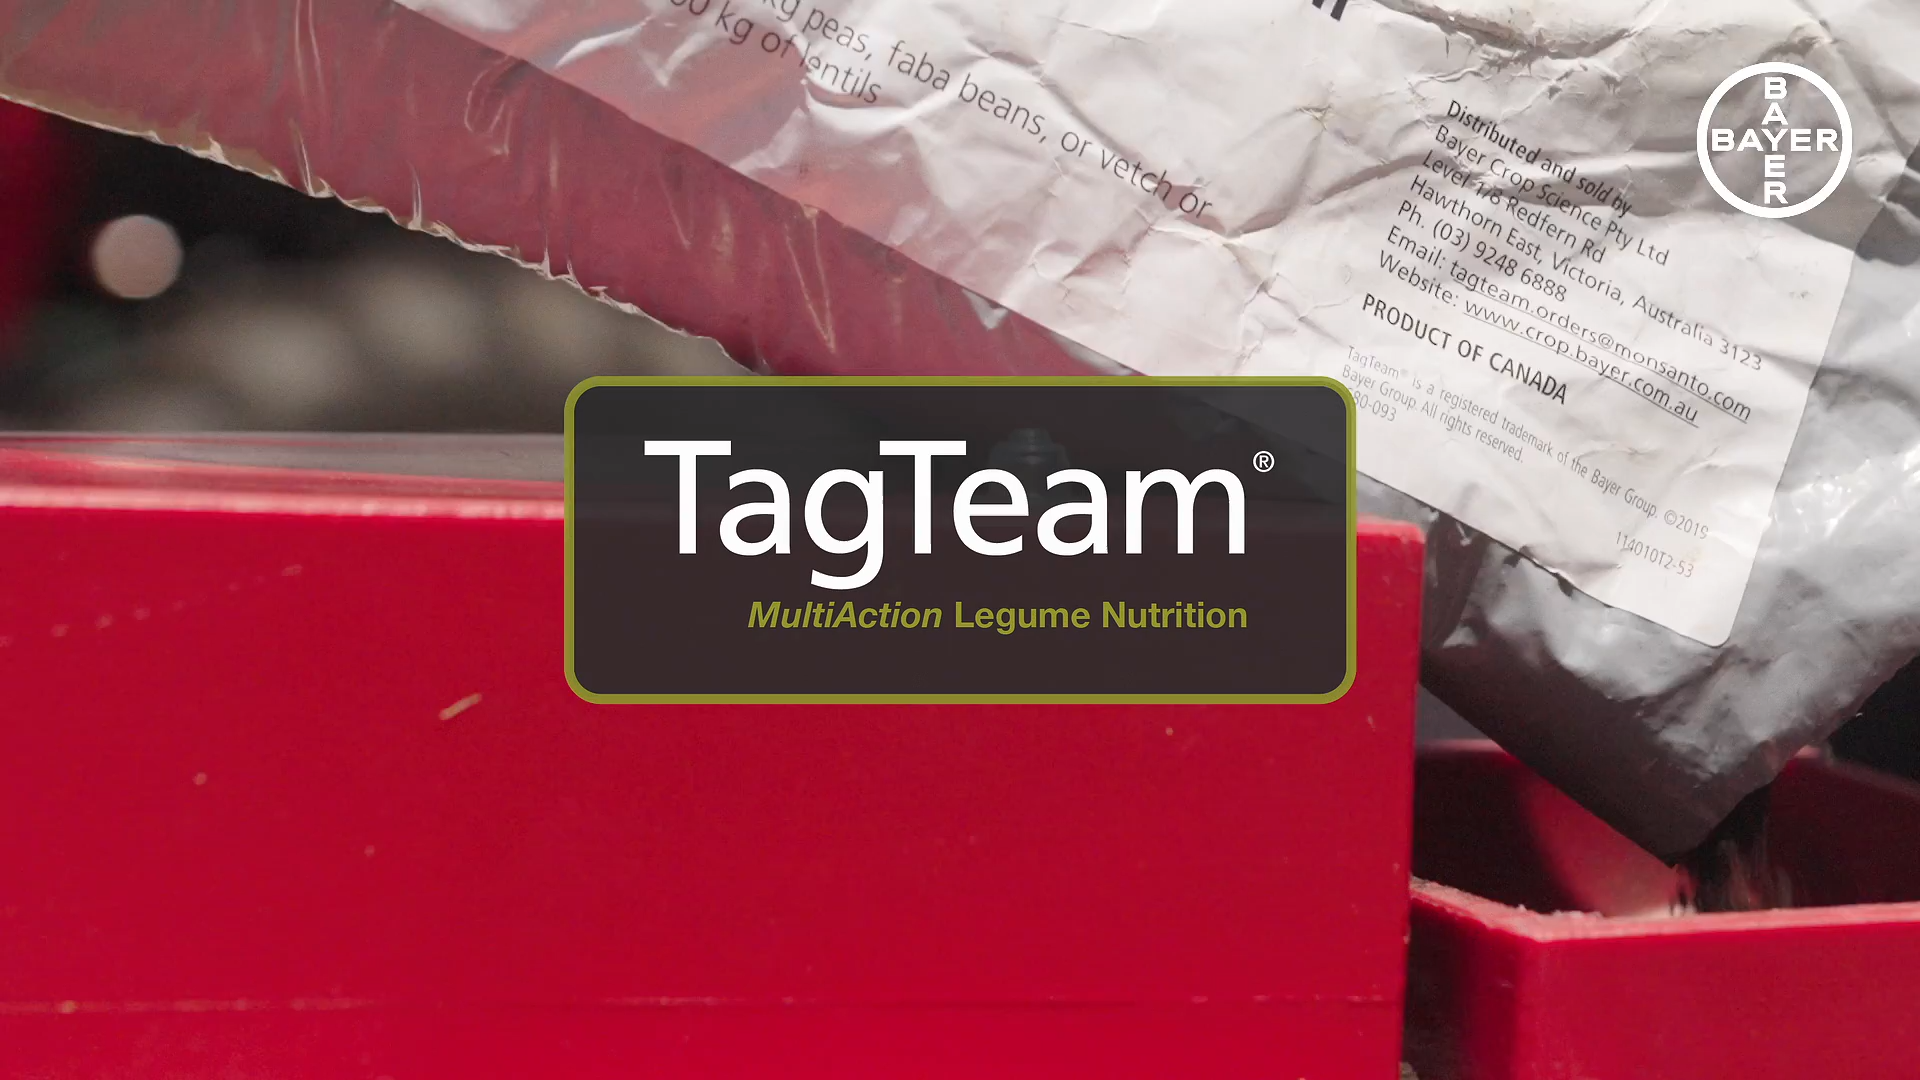 kg peas, faba beans, or vetch or
kg of lentils
Distributed and sold by
Bayer Crop Science Pty Ltd
Level 1/8 Redfern Rd
Hawthorn East, Victoria, Australia 3123
Ph. (03) 9248 6888
Email: tagteam.orders@monsanto.com
Website: www.crop.bayer.com.au
PRODUCT OF CANADA
TagTeam® is a registered trademark of the Bayer Group. ©2019
Bayer Group. All rights reserved.
114010T2-53
BAYER
BAYER
TagTeam®
MultiAction Legume Nutrition